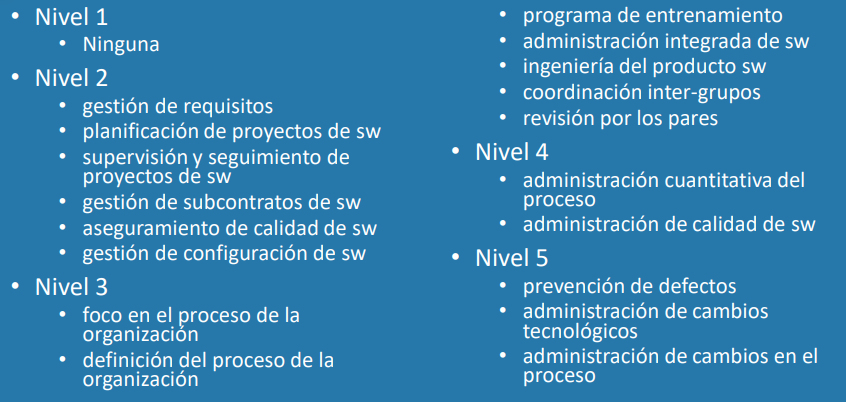 • Nivel 1
• Ninguna
• Nivel 2
• gestión de requisitos
• planificación de proyectos de sw
• supervisión y seguimiento de
proyectos de sw
• gestión de subcontratos de sw
• aseguramiento de calidad de sw
• gestión de configuración de sw
• Nivel 3
• foco en el proceso de la
organización
• definición del proceso de la
organización
• programa de entrenamiento
• administración integrada de sw
• ingeniería del producto sw
• coordinación inter-grupos
• revisión por los pares
• Nivel 4
• administración cuantitativa del
proceso
• administración de calidad de sw
• Nivel 5
• prevención de defectos
• administración de cambios
tecnológicos
• administración de cambios en el
proceso